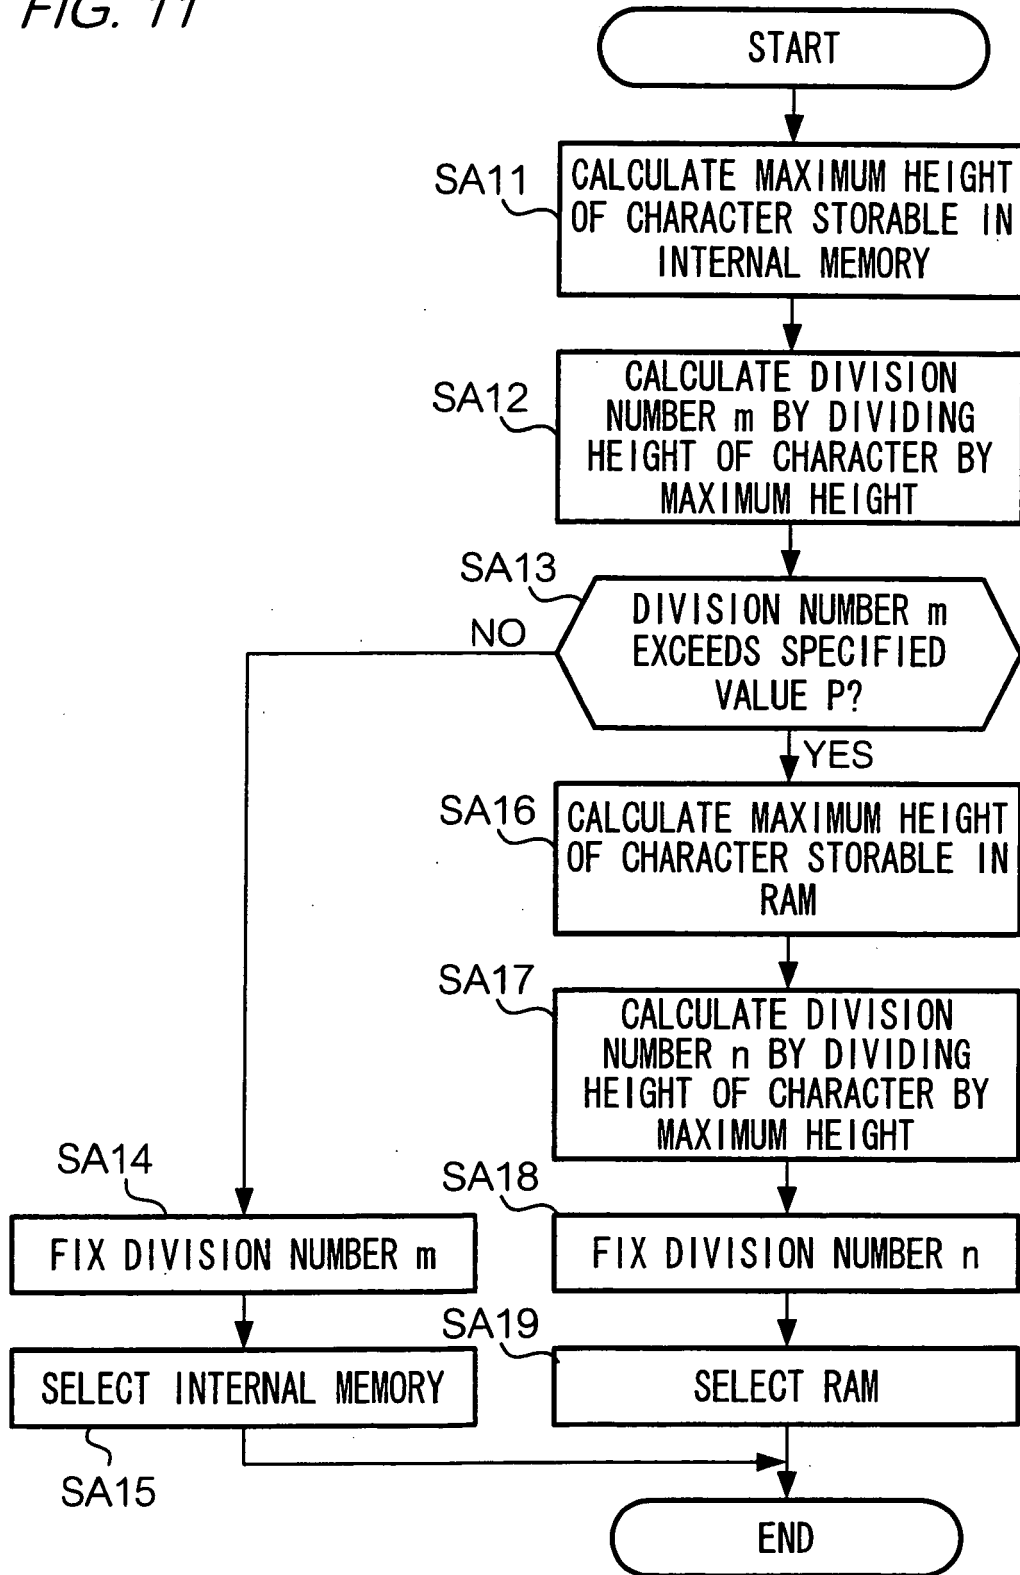 FIG. 11
START
SA11
CALCULATE MAXIMUM HEIGHT
OF CHARACTER STORABLE IN
INTERNAL MEMORY
SA12
CALCULATE DIVISION
NUMBER m BY DIVIDING
HEIGHT OF CHARACTER BY
MAXIMUM HEIGHT
SA13
DIVISION NUMBER m
EXCEEDS SPECIFIED
VALUE P?
NO
YES
SA16
CALCULATE MAXIMUM HEIGHT
OF CHARACTER STORABLE IN
RAM
SA17
CALCULATE DIVISION
NUMBER n BY DIVIDING
HEIGHT OF CHARACTER BY
MAXIMUM HEIGHT
SA14
FIX DIVISION NUMBER m
SA18
FIX DIVISION NUMBER n
SELECT INTERNAL MEMORY
SA15
SA19
SELECT RAM
END